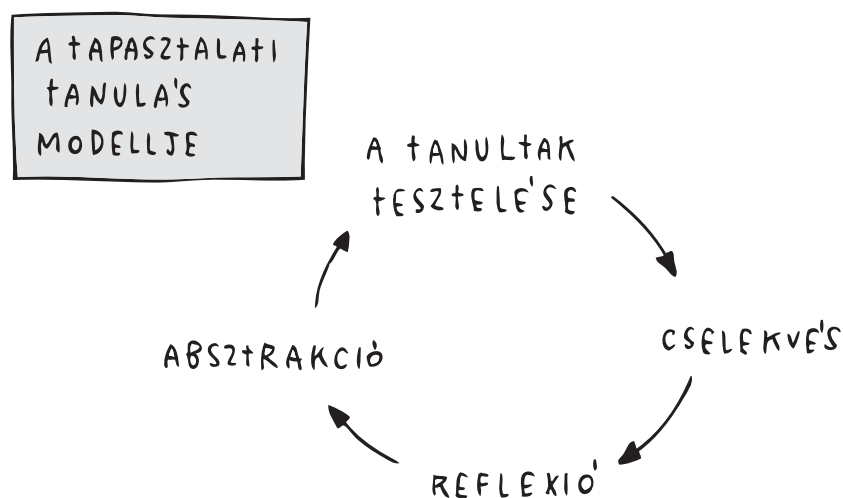 A TAPASZTALATI
TANULÁS
MODELLJE
A TANULTAK
TESZTELÉSE
CSELEKVÉS
ABSZTRAKCIÓ
REFLEXIÓ